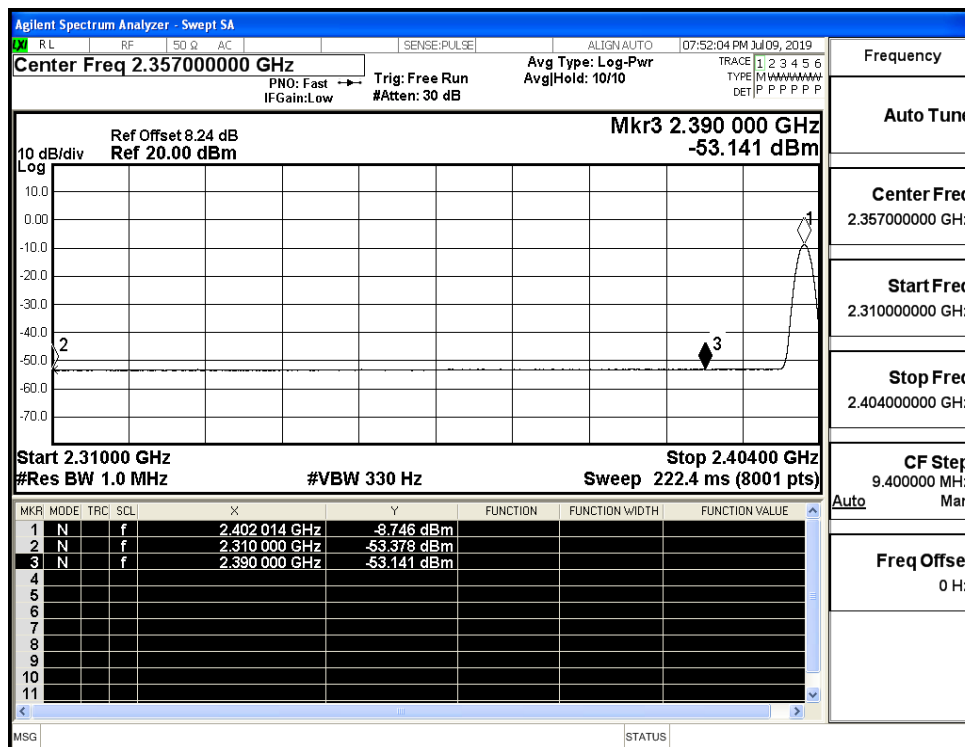 Agilent Spectrum Analyzer - Swept SA
LXI RL RF 50 Ω AC SENSE:PULSE ALIGN AUTO 07:52:04 PM Jul 09, 2019
Center Freq 2.357000000 GHz
PNO: Fast
IFGain:Low
Trig: Free Run
#Atten: 30 dB
Avg Type: Log-Pwr
Avg|Hold: 10/10
TRACE 1 2 3 4 5 6
TYPE M WWWWW
DET P P P P P P
Ref Offset 8.24 dB
10 dB/div Ref 20.00 dBm
Log
Mkr3 2.390 000 GHz
-53.141 dBm
10.0
0.00
-10.0
-20.0
-30.0
-40.0
-50.0
-60.0
-70.0
1
2
3
Start 2.31000 GHz Stop 2.40400 GHz
#Res BW 1.0 MHz #VBW 330 Hz Sweep 222.4 ms (8001 pts)
MKR MODE TRC SCL X Y FUNCTION FUNCTION WIDTH FUNCTION VALUE
1 N f 2.402 014 GHz -8.746 dBm
2 N f 2.310 000 GHz -53.378 dBm
3 N f 2.390 000 GHz -53.141 dBm
4
5
6
7
8
9
10
11
MSG STATUS
Frequency
Auto Tune
Center Freq
2.357000000 GHz
Start Freq
2.310000000 GHz
Stop Freq
2.404000000 GHz
CF Step
9.400000 MHz
Auto Man
Freq Offset
0 Hz